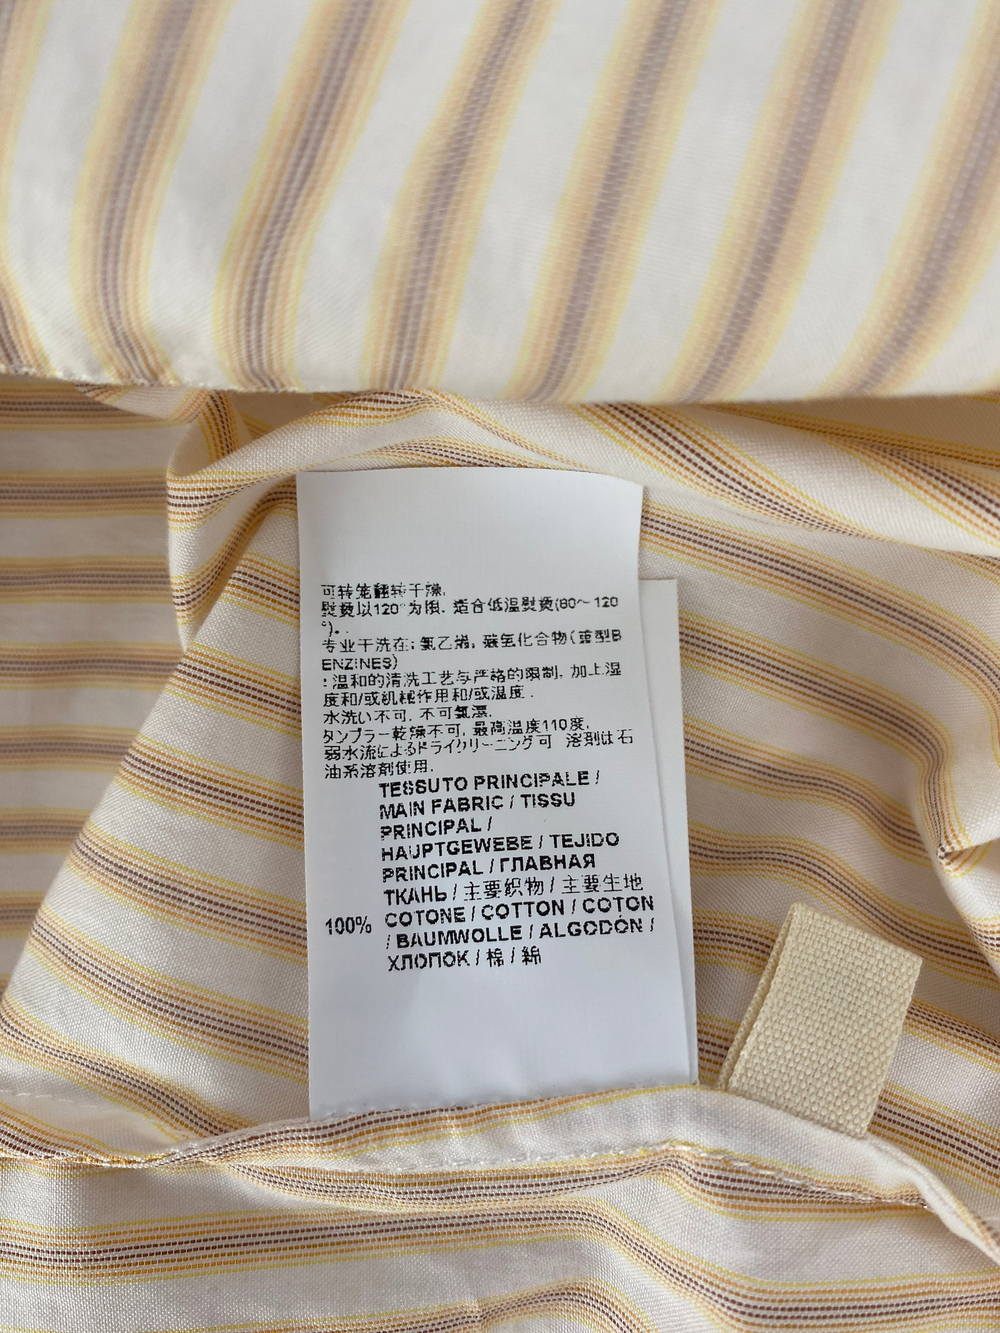 可转笼翻转干燥.
熨烫以120°为限. 适合低温熨烫(80～120
°)。.
专业干洗在: 氯乙烯, 碳氢化合物(重型B
ENZINES)
: 温和的清洗工艺与严格的限制, 加上湿
度和/或机械作用和/或温度.
水洗い不可, 不可氯漂,
タンブラー乾燥不可, 最高温度110度,
弱水流によるドライクリーニング可 溶剤は石
油系溶剤使用.
TESSUTO PRINCIPALE /
MAIN FABRIC / TISSU
PRINCIPAL /
HAUPTGEWEBE / TEJIDO
PRINCIPAL / ГЛАВНАЯ
ТКАНЬ / 主要織物 / 主要生地
100% COTONE / COTTON / COTON
/ BAUMWOLLE / ALGODÓN /
ХЛОПОК / 棉 / 綿